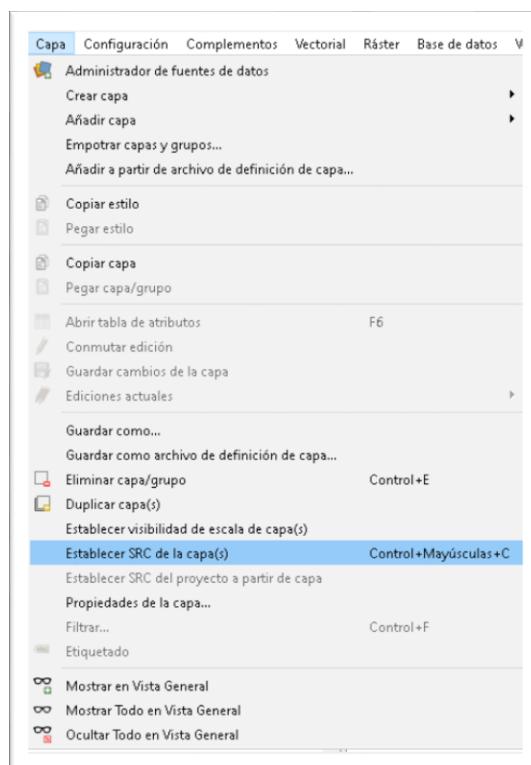 Capa Configuración Complementos Vectorial Ráster Base de datos
Administrador de fuentes de datos
Crear capa
Añadir capa
Empotrar capas y grupos...
Añadir a partir de archivo de definición de capa...
Copiar estilo
Pegar estilo
Copiar capa
Pegar capa/grupo
Abrir tabla de atributos F6
Conmutar edición
Guardar cambios de la capa
Ediciones actuales
Guardar como...
Guardar como archivo de definición de capa...
Eliminar capa/grupo Control+E
Duplicar capa(s)
Establecer visibilidad de escala de capa(s)
Establecer SRC de la capa(s) Control+Mayúsculas+C
Establecer SRC del proyecto a partir de capa
Propiedades de la capa...
Filtrar... Control+F
Etiquetado
Mostrar en Vista General
Mostrar Todo en Vista General
Ocultar Todo en Vista General